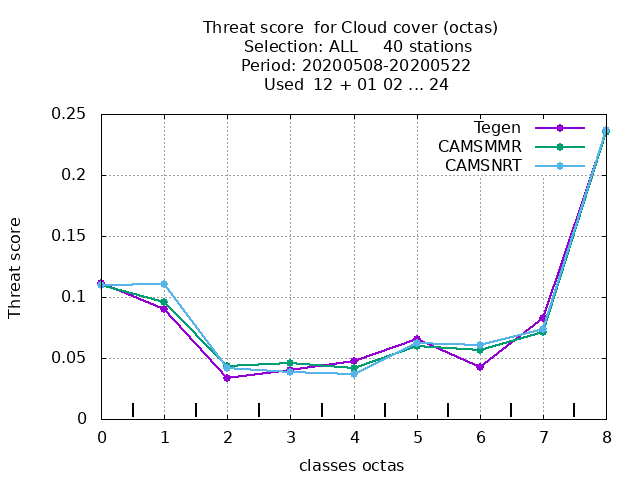 Threat score  for Cloud cover (octas)
Selection: ALL     40 stations
Period: 20200508-20200522
Used  12 + 01 02 ... 24
Tegen
CAMSMMR
CAMSNRT
0.25
0.2
0.15
0.1
0.05
0
Threat score
0 1 2 3 4 5 6 7 8
classes octas